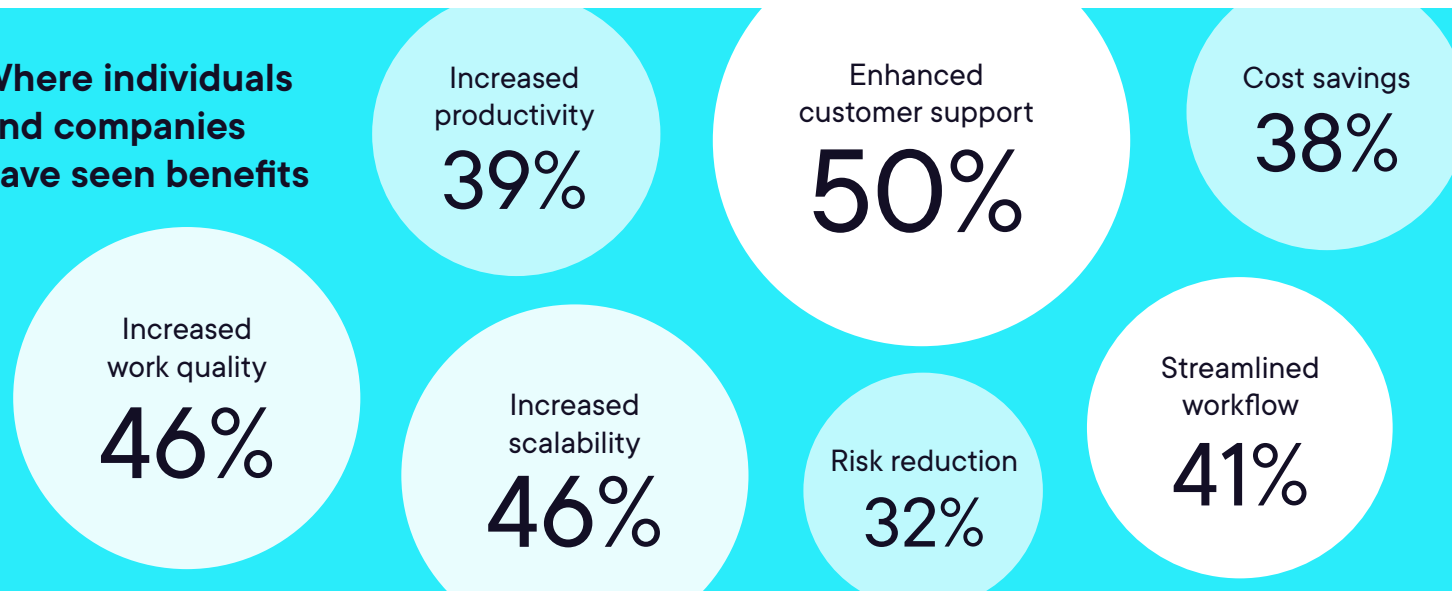 Where individuals
nd companies
ave seen benefits
Increased
productivity
39%
Enhanced
customer support
50%
Cost savings
38%
Increased
work quality
46%
Increased
scalability
46%
Risk reduction
32%
Streamlined
workflow
41%